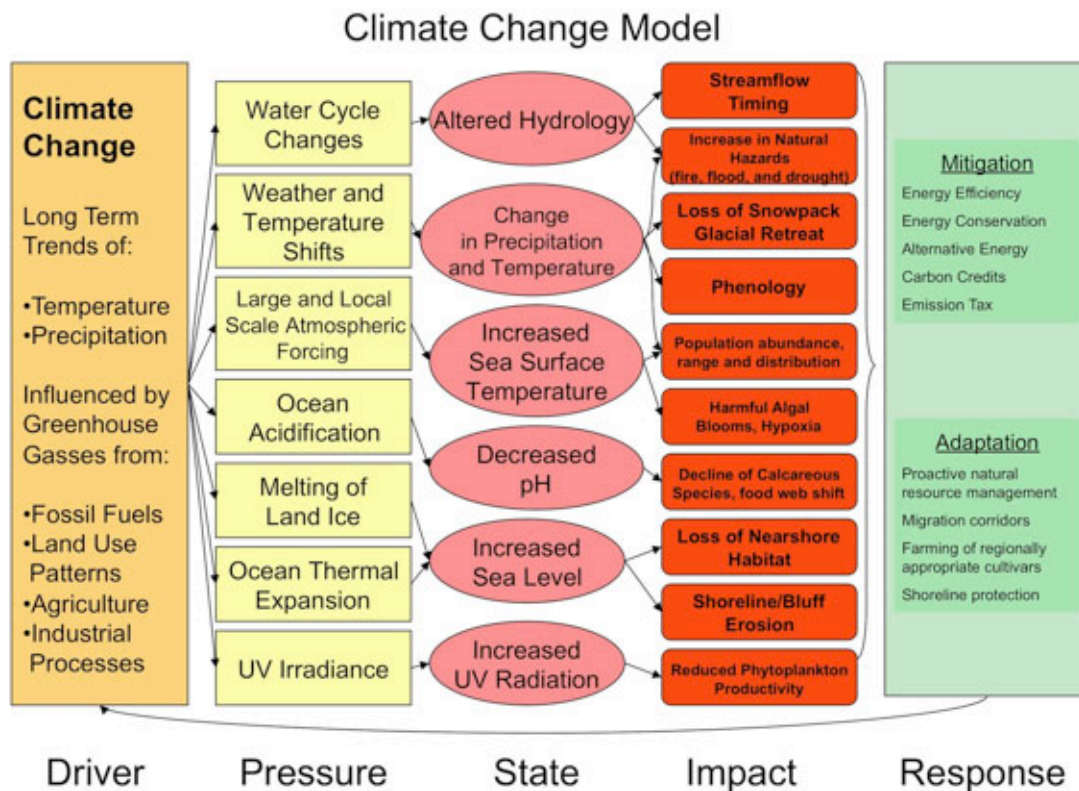 Climate Change Model
Climate
Change
Long Term
Trends of:
•Temperature
•Precipitation
Influenced by
Greenhouse
Gasses from:
•Fossil Fuels
•Land Use
Patterns
•Agriculture
•Industrial
Processes
Water Cycle
Changes
Weather and
Temperature
Shifts
Large and Local
Scale Atmospheric
Forcing
Ocean
Acidification
Melting of
Land Ice
Ocean Thermal
Expansion
UV Irradiance
Altered Hydrology
Change
in Precipitation
and Temperature
Increased
Sea Surface
Temperature
Decreased
pH
Increased
Sea Level
Increased
UV Radiation
Streamflow
Timing
Increase in Natural
Hazards
(fire, flood, and drought)
Loss of Snowpack
Glacial Retreat
Phenology
Population abundance,
range and distribution
Harmful Algal
Blooms, Hypoxia
Decline of Calcareous
Species, food web shift
Loss of Nearshore
Habitat
Shoreline/Bluff
Erosion
Reduced Phytoplankton
Productivity
Mitigation
Energy Efficiency
Energy Conservation
Alternative Energy
Carbon Credits
Emission Tax
Adaptation
Proactive natural
resource management
Migration corridors
Farming of regionally
appropriate cultivars
Shoreline protection
Driver
Pressure
State
Impact
Response